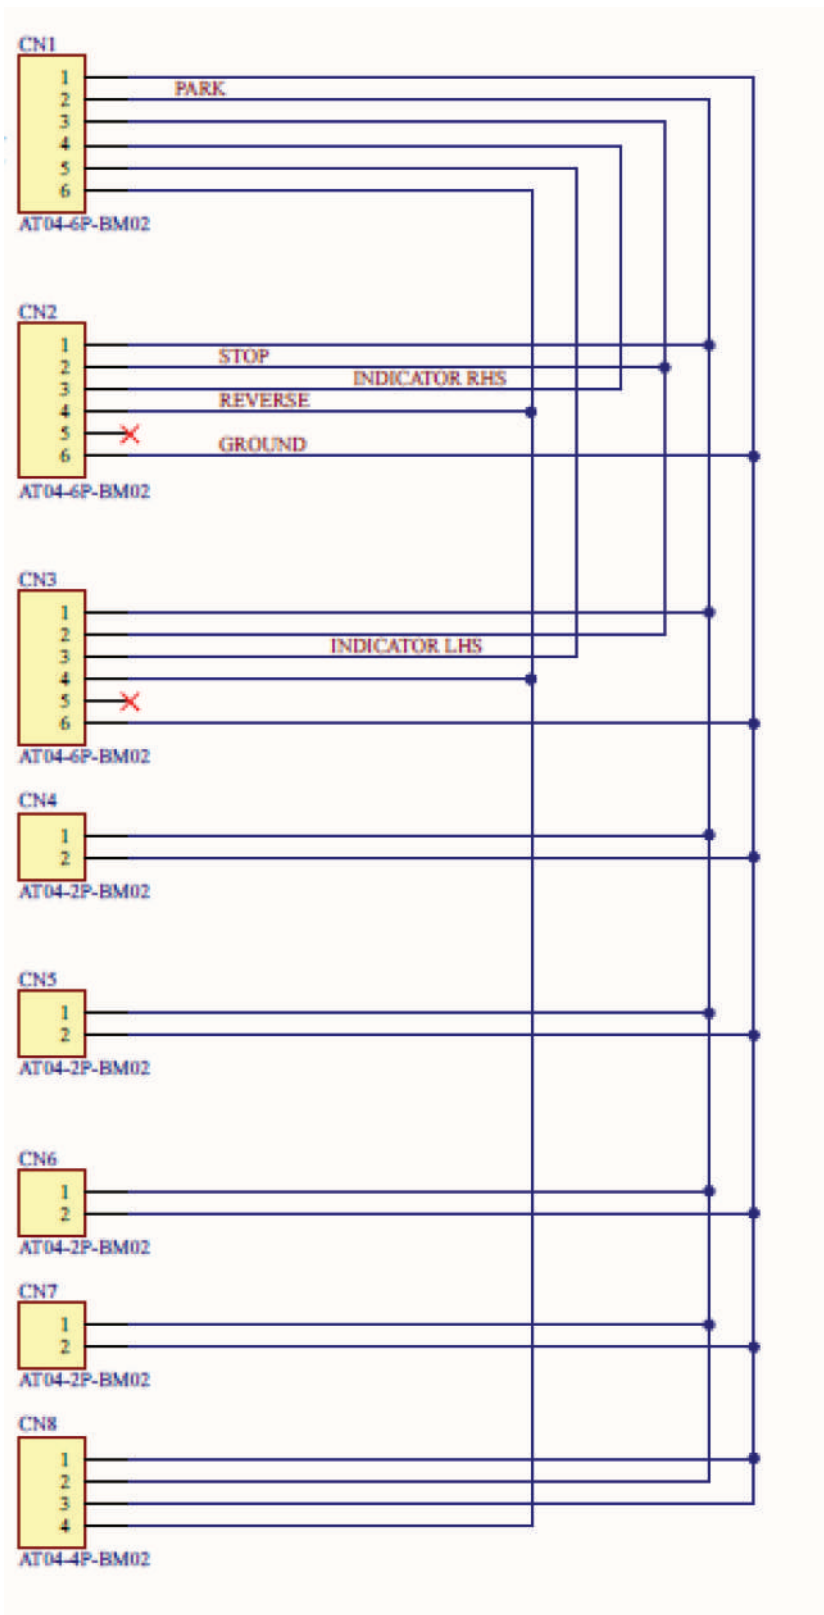 CN1
1
PARK
2
3
4
5
6
AT04-6P-BM02
CN2
1
STOP
2
INDICATOR RHS
3
REVERSE
4
5
GROUND
6
AT04-6P-BM02
CN3
1
2
INDICATOR LHS
3
4
5
6
AT04-6P-BM02
CN4
1
2
AT04-2P-BM02
CN5
1
2
AT04-2P-BM02
CN6
1
2
AT04-2P-BM02
CN7
1
2
AT04-2P-BM02
CN8
1
2
3
4
AT04-4P-BM02